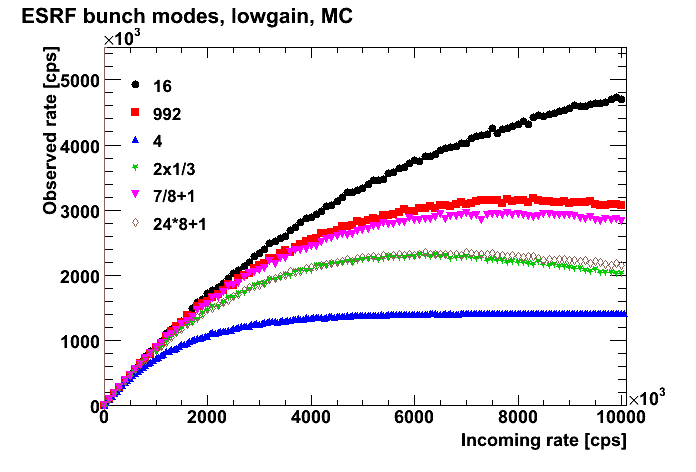 ESRF bunch modes, lowgain, MC
×10³
Observed rate [cps]
5000
4000
3000
2000
1000
0
16
992
4
2x1/3
7/8+1
24*8+1
0 2000 4000 6000 8000 10000
×10³
Incoming rate [cps]